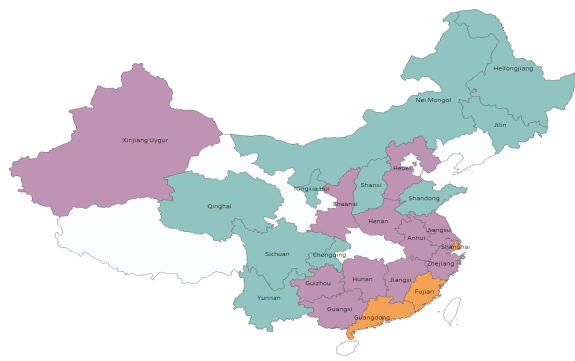 Heilongjiang
Nei Mongol
Jilin
Xinjiang Uygur
Hebei
Ningxia Hui
Shanxi
Shaanxi
Shandong
Qinghai
Henan
Jiangsu
Anhui
Shanghai
Sichuan
Chongqing
Zhejiang
Guizhou
Hunan
Jiangxi
Fujian
Yunnan
Guangxi
Guangdong